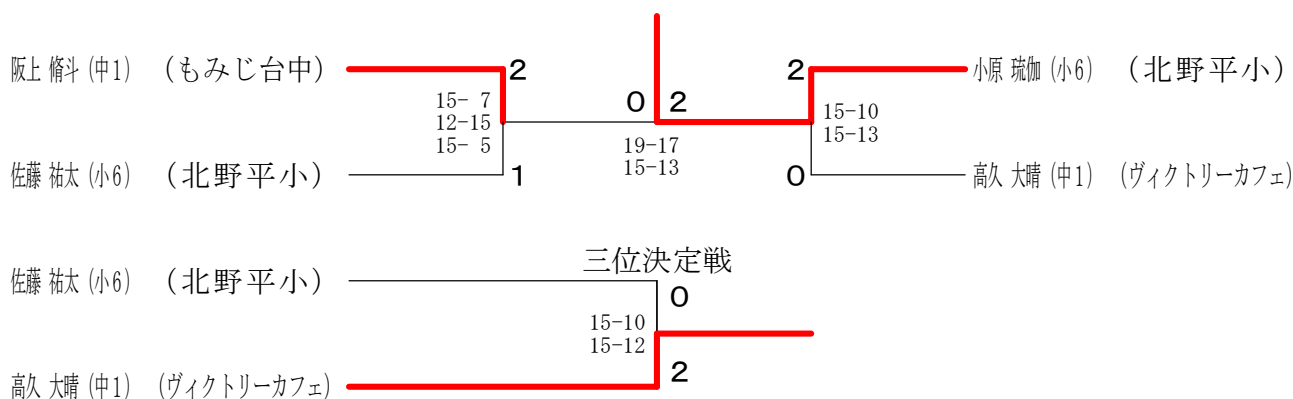 阪上 脩斗 (中1) (もみじ台中) 2 2 小原 琉伽 (小6) (北野平小)
15- 7 0 2 15-10
12-15 15-13
15- 5 19-17
15-13
佐藤 祐太 (小6) (北野平小) 1 0 高久 大晴 (中1) (ヴィクトリーカフェ)
三位決定戦
佐藤 祐太 (小6) (北野平小) 0
15-10
15-12
高久 大晴 (中1) (ヴィクトリーカフェ) 2